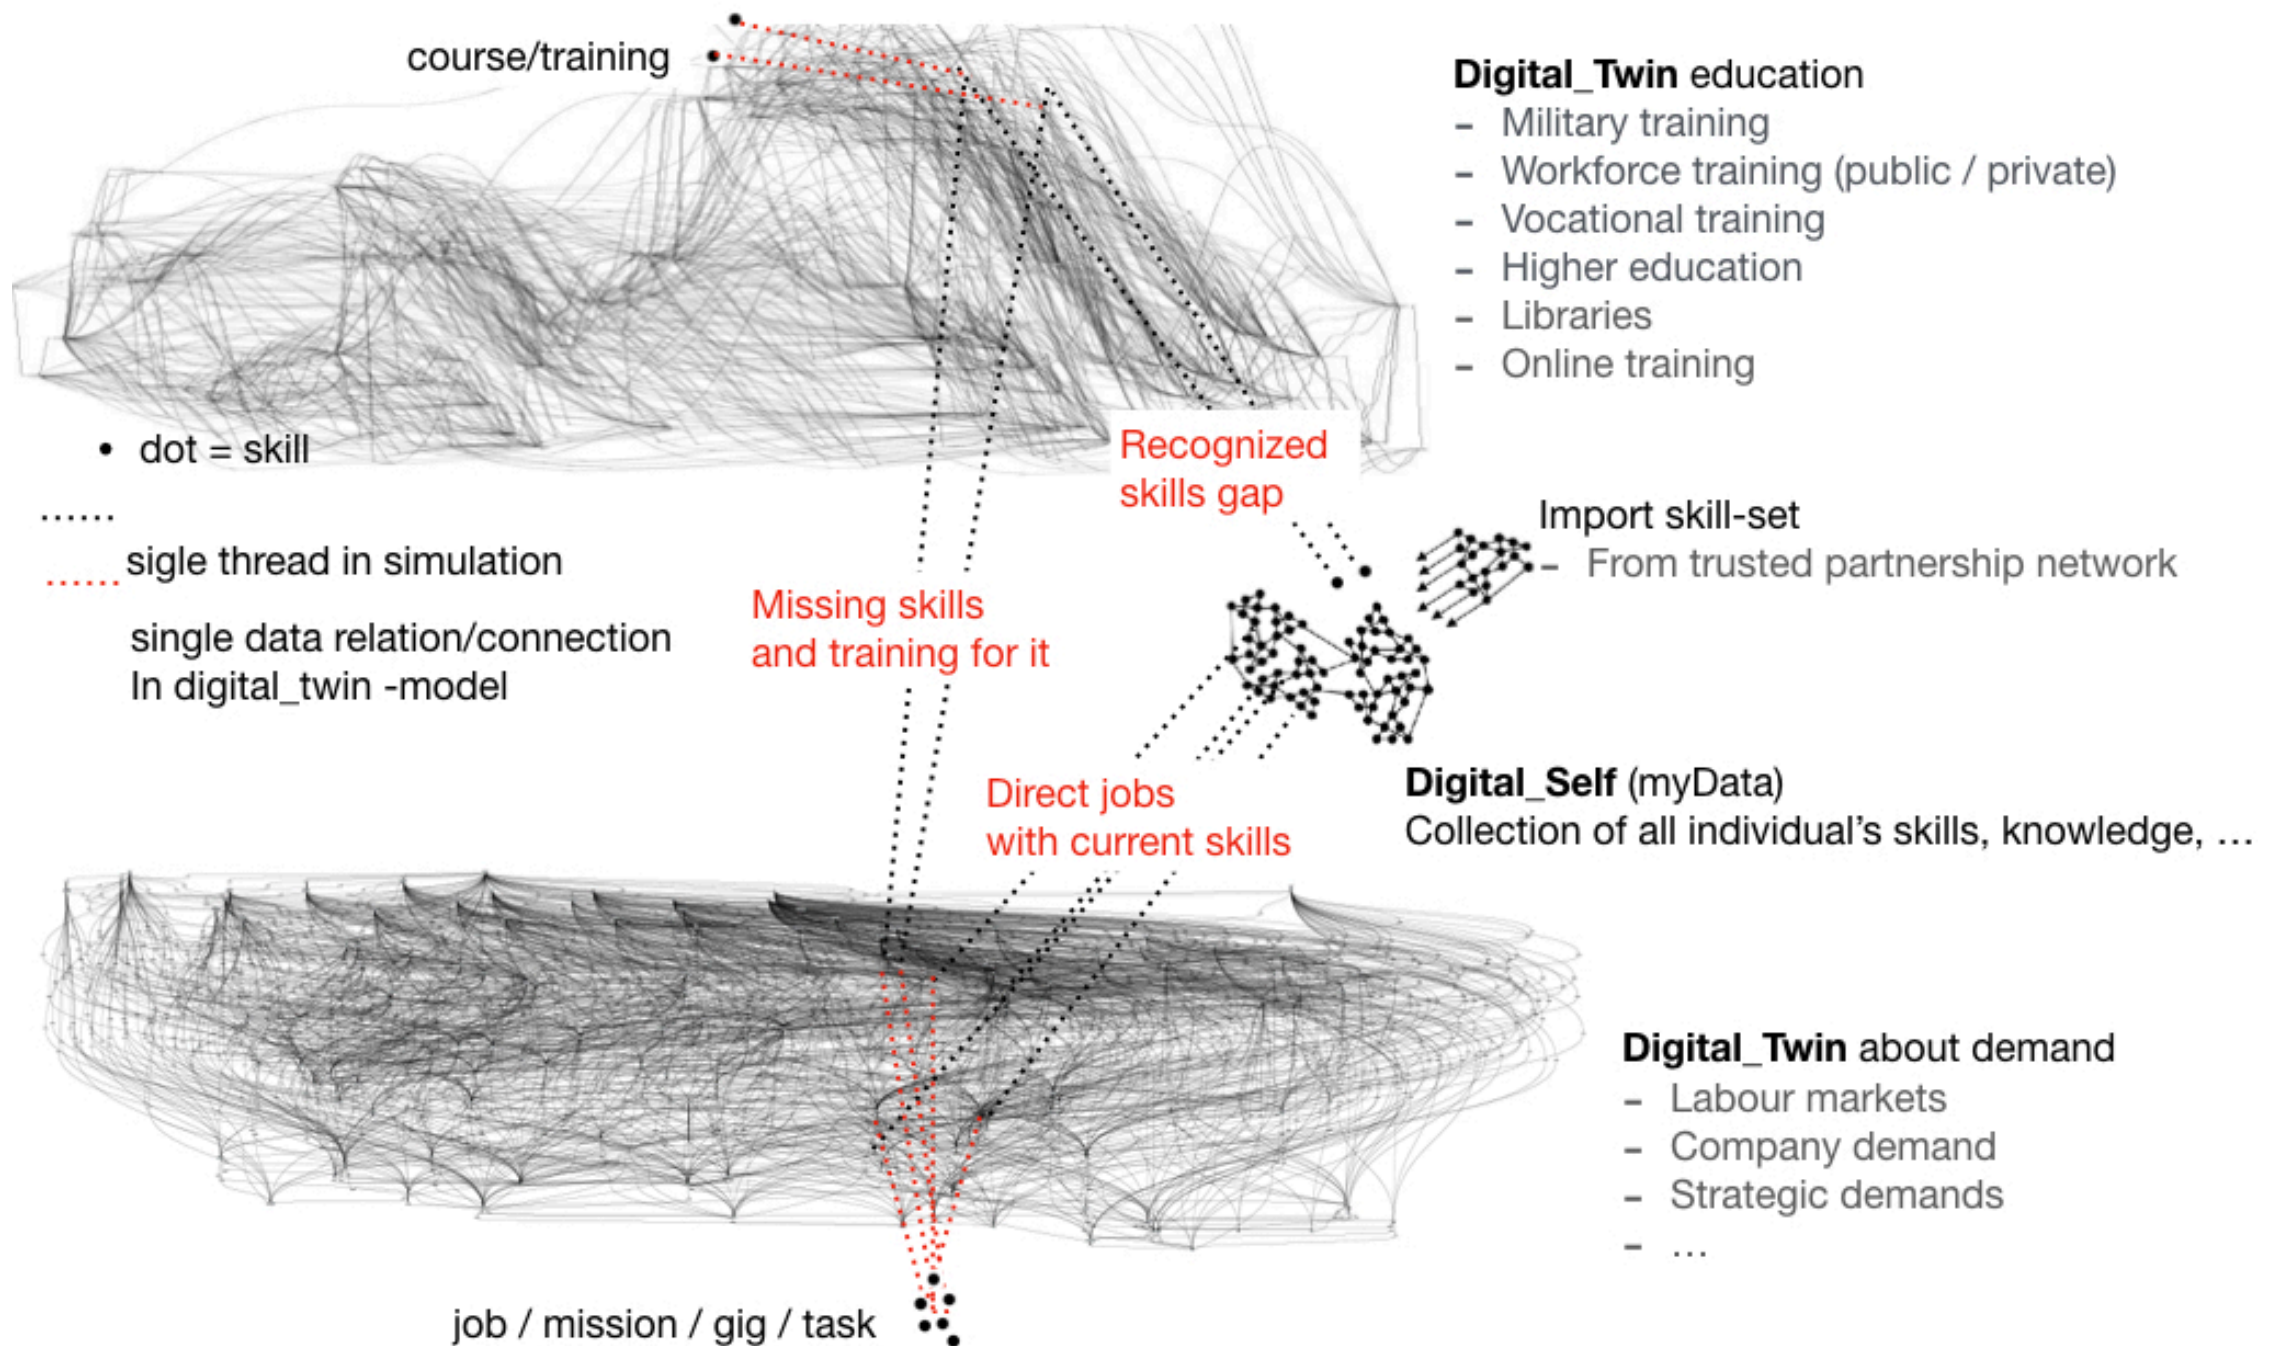 course/training
Digital_Twin education
- Military training
- Workforce training (public / private)
- Vocational training
- Higher education
- Libraries
- Online training
• dot = skill
sigle thread in simulation
single data relation/connection
In digital_twin -model
Recognized
skills gap
Import skill-set
- From trusted partnership network
Missing skills
and training for it
Direct jobs
with current skills
Digital_Self (myData)
Collection of all individual's skills, knowledge, ...
Digital_Twin about demand
- Labour markets
- Company demand
- Strategic demands
- ...
job / mission / gig / task